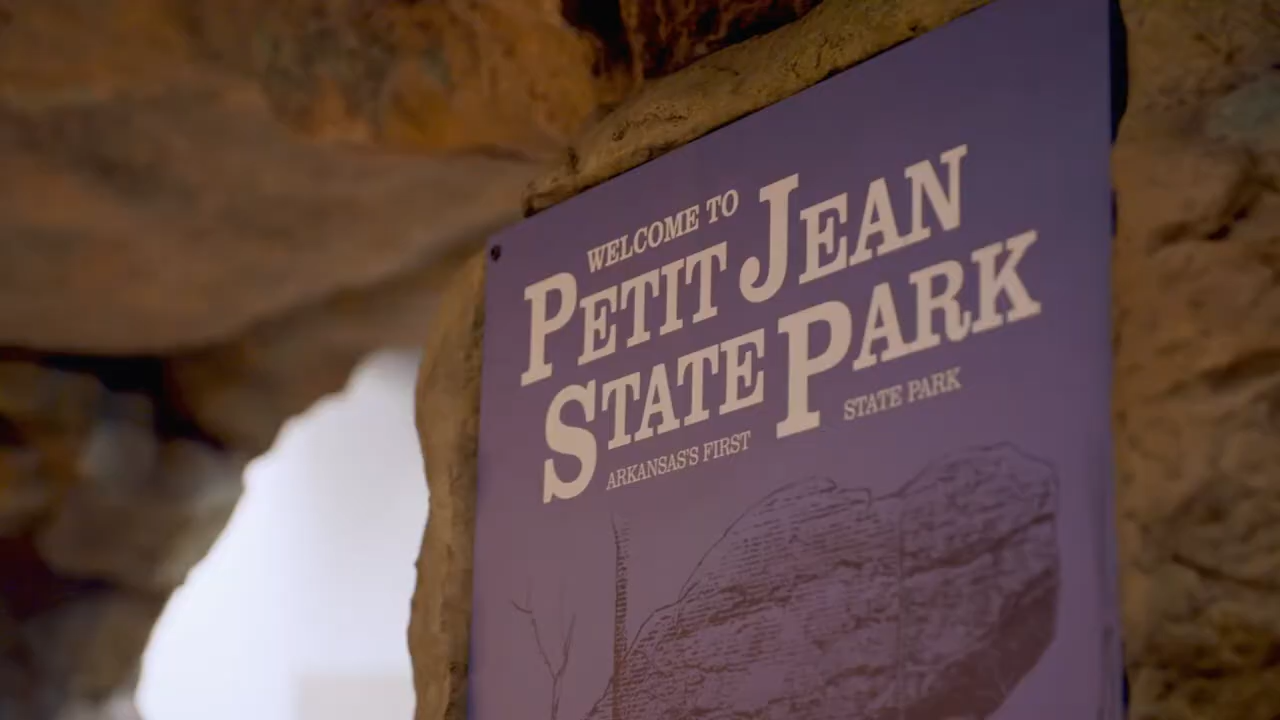 WELCOME TO
PETIT JEAN
STATE PARK
ARKANSAS'S FIRST STATE PARK